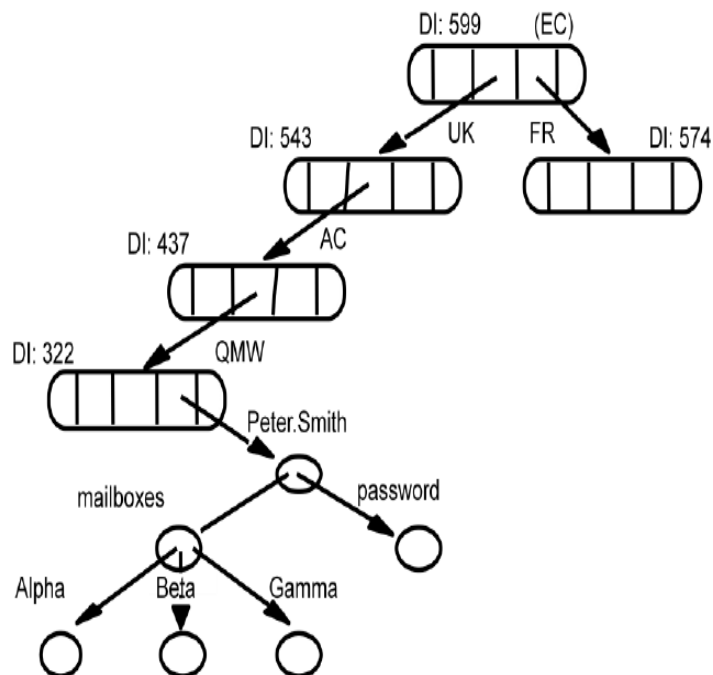 DI: 599 (EC)
DI: 543 UK FR DI: 574
DI: 437 AC
DI: 322 QMW
Peter.Smith
mailboxes password
Alpha Beta Gamma